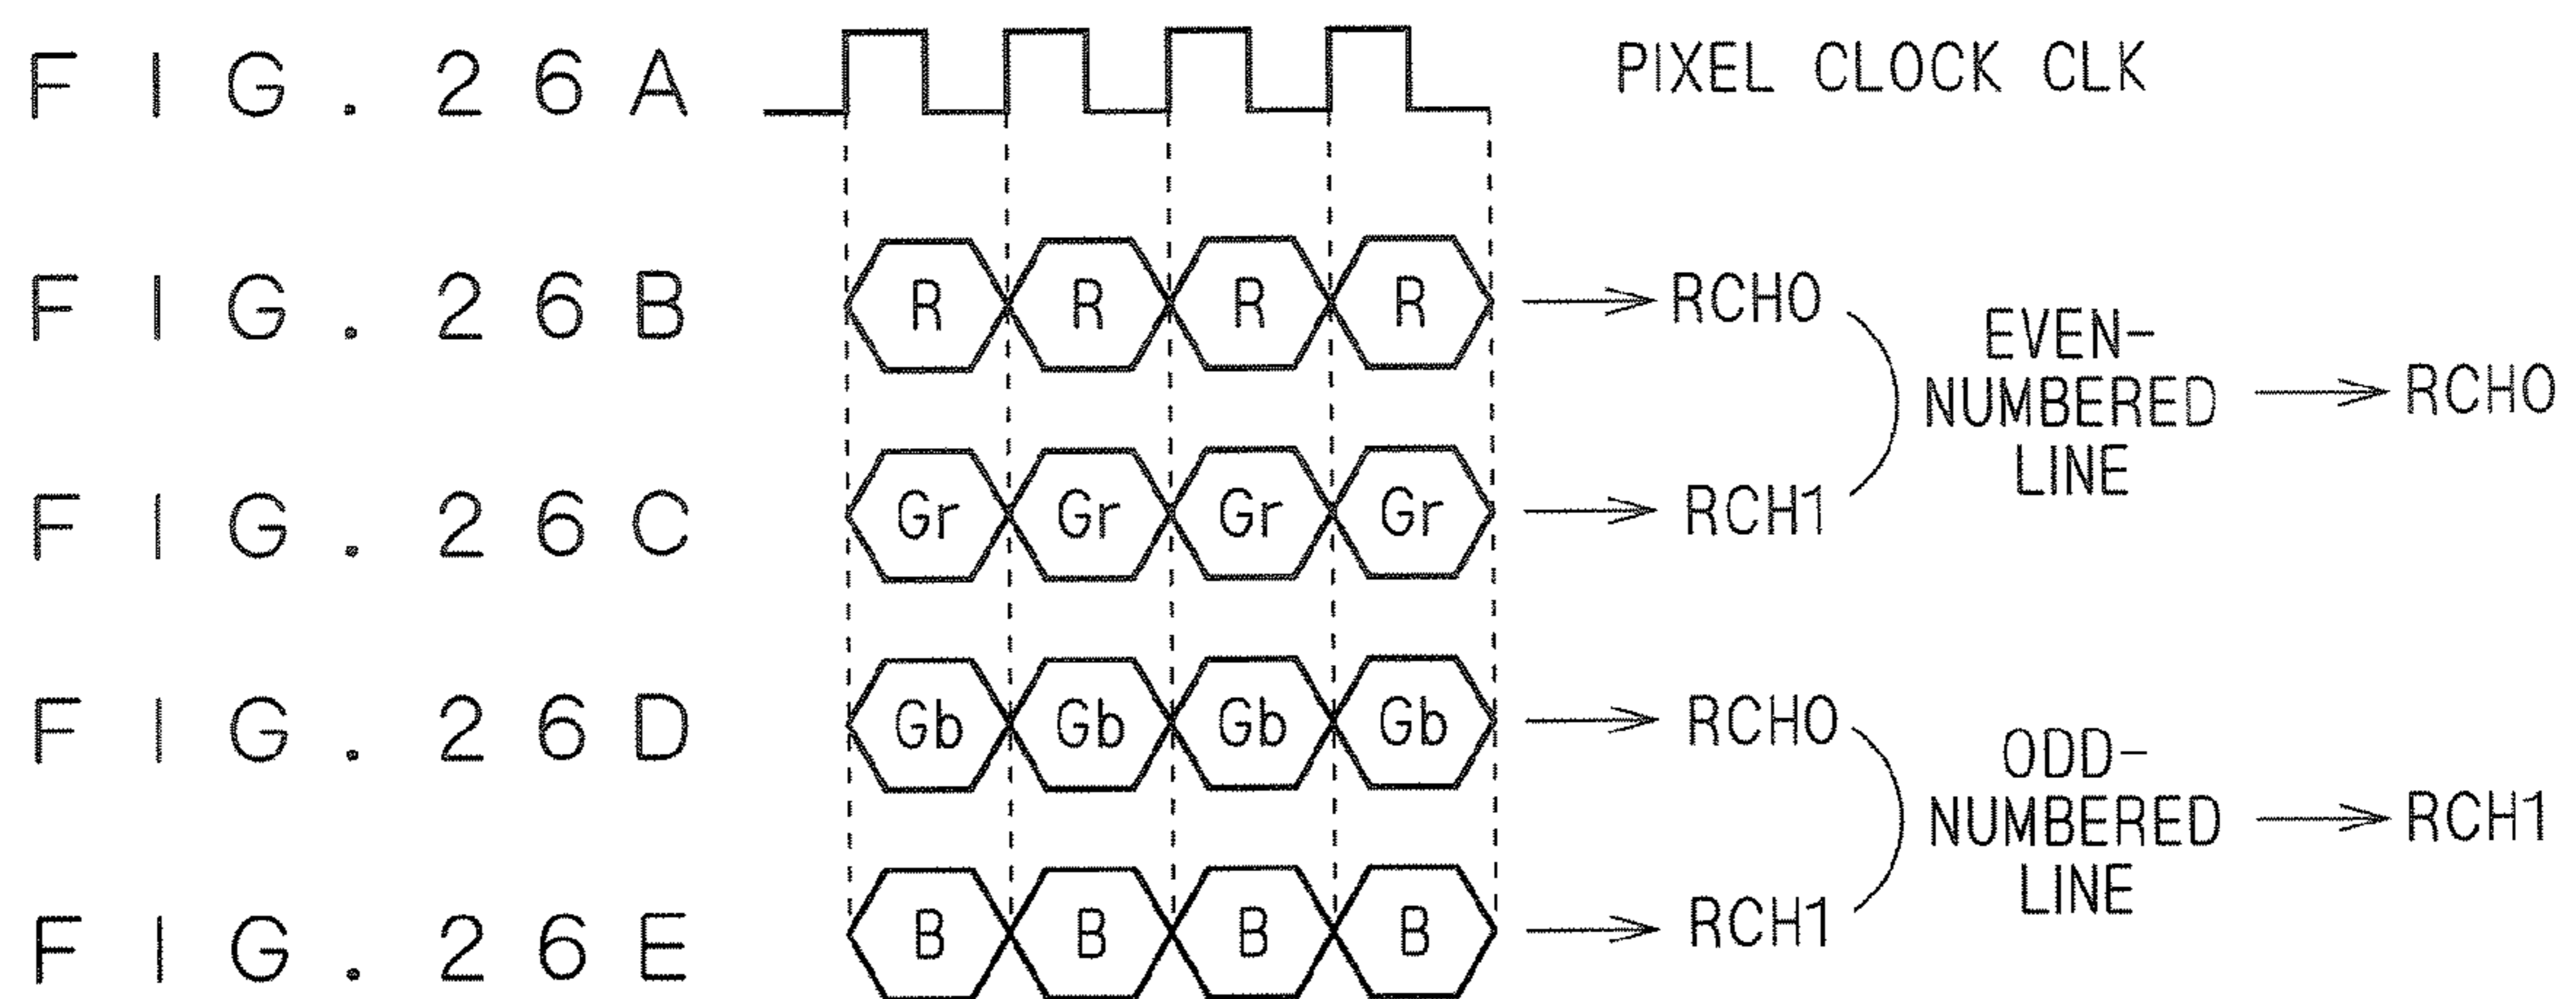 FIG. 26A PIXEL CLOCK CLK
FIG. 26B R R R R RCH0
EVEN-
NUMBERED RCH0
LINE
FIG. 26C Gr Gr Gr Gr RCH1
FIG. 26D Gb Gb Gb Gb RCH0
ODD-
NUMBERED RCH1
LINE
FIG. 26E B B B B RCH1